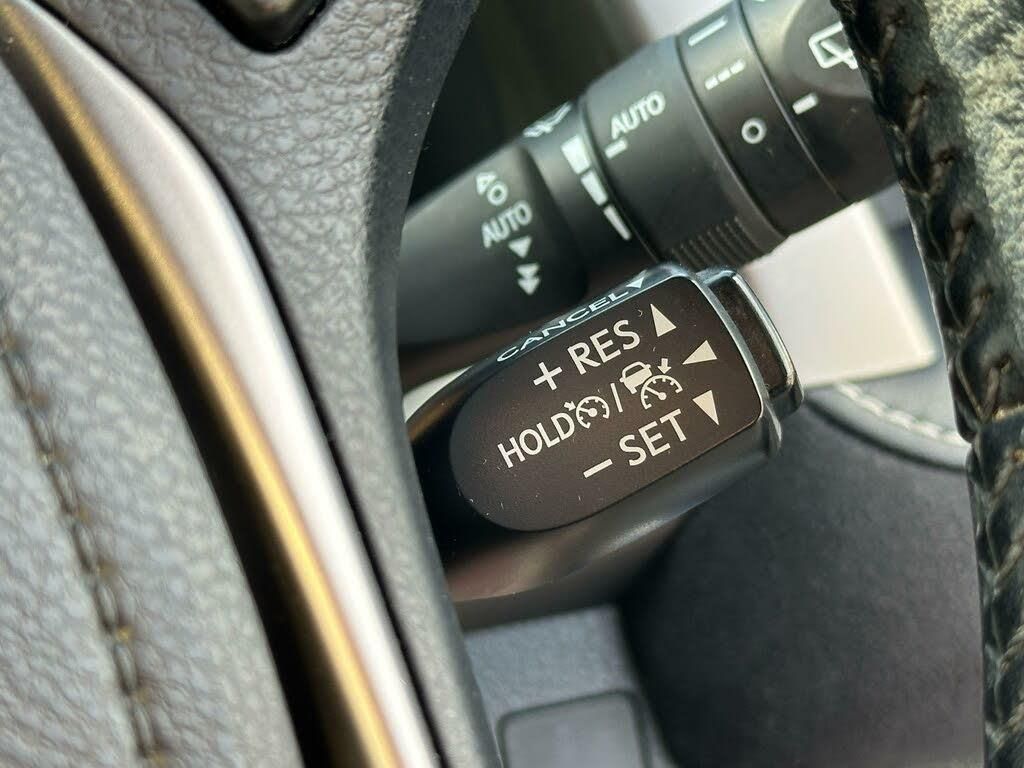 AUTO
AUTO
CANCEL
+ RES
HOLD /
− SET